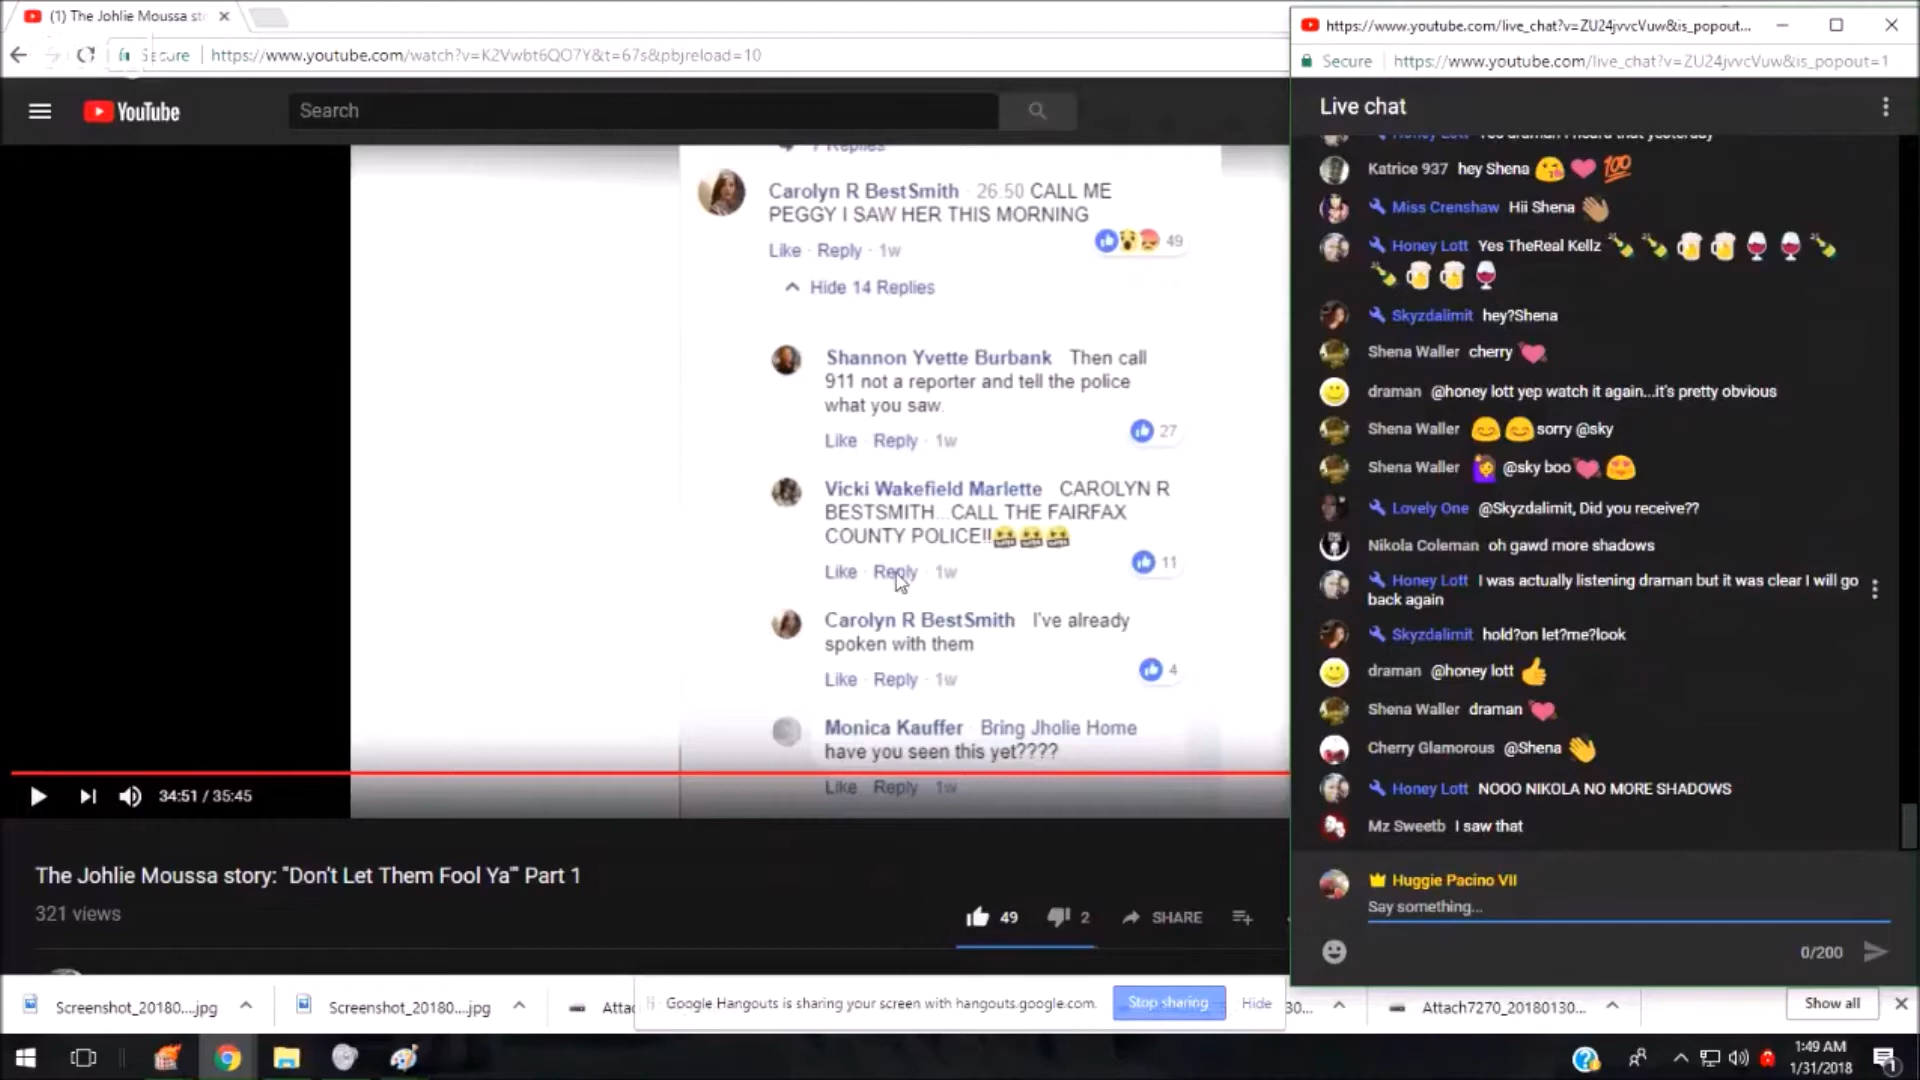 (1) The Johlie Moussa st
Secure
https://www.youtube.com/watch?v=K2Vwbt6QO7Y&t=67s&pbjreload=10
YouTube
Search
7 Replies
Carolyn R BestSmith · 26.50 CALL ME
PEGGY I SAW HER THIS MORNING
Like · Reply · 1w
49
Hide 14 Replies
Shannon Yvette Burbank Then call
911 not a reporter and tell the police
what you saw.
Like · Reply · 1w
27
Vicki Wakefield Marlette CAROLYN R
BESTSMITH...CALL THE FAIRFAX
COUNTY POLICE!!
Like · Reply · 1w
11
Carolyn R BestSmith I've already
spoken with them
Like · Reply · 1w
4
Monica Kauffer · Bring Jholie Home
have you seen this yet????
Like · Reply · 1w
34:51 / 35:45
The Johlie Moussa story: "Don't Let Them Fool Ya'" Part 1
321 views
49
2
SHARE
https://www.youtube.com/live_chat?v=ZU24jvvcVuw&is_popout...
Secure
https://www.youtube.com/live_chat?v=ZU24jvvcVuw&is_popout=1
Live chat
Honey Lott Yes draman I heard that yesterday
Katrice 937 hey Shena 😘 ❤ 💯
Miss Crenshaw Hii Shena
Honey Lott Yes TheReal Kellz
Skyzdalimit hey?Shena
Shena Waller cherry
draman @honey lott yep watch it again...it's pretty obvious
Shena Waller sorry @sky
Shena Waller @sky boo
Lovely One @Skyzdalimit, Did you receive??
Nikola Coleman oh gawd more shadows
Honey Lott I was actually listening draman but it was clear I will go
back again
Skyzdalimit hold?on let?me?look
draman @honey lott
Shena Waller draman
Cherry Glamorous @Shena
Honey Lott NOOO NIKOLA NO MORE SHADOWS
Mz Sweetb I saw that
Huggie Pacino VII
Say something...
0/200
Screenshot_20180....jpg
Screenshot_20180....jpg
Attac
Google Hangouts is sharing your screen with hangouts.google.com.
Stop sharing
Hide
30...
Attach7270_20180130...
Show all
1:49 AM
1/31/2018
1